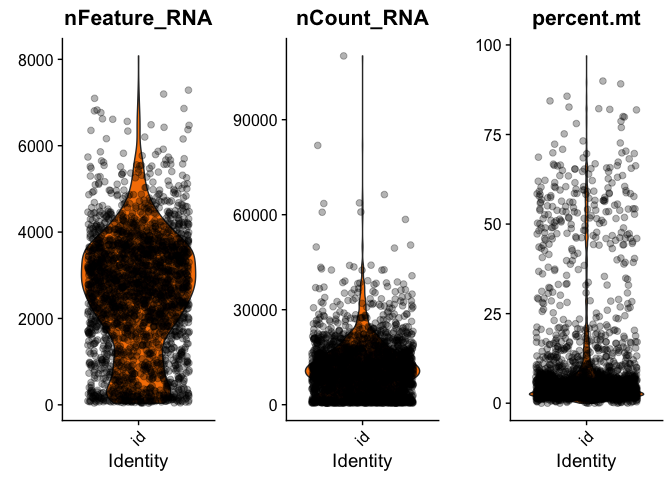 nFeature_RNA
8000
6000
4000
2000
0
id
Identity
nCount_RNA
90000
60000
30000
0
id
Identity
percent.mt
100
75
50
25
0
id
Identity